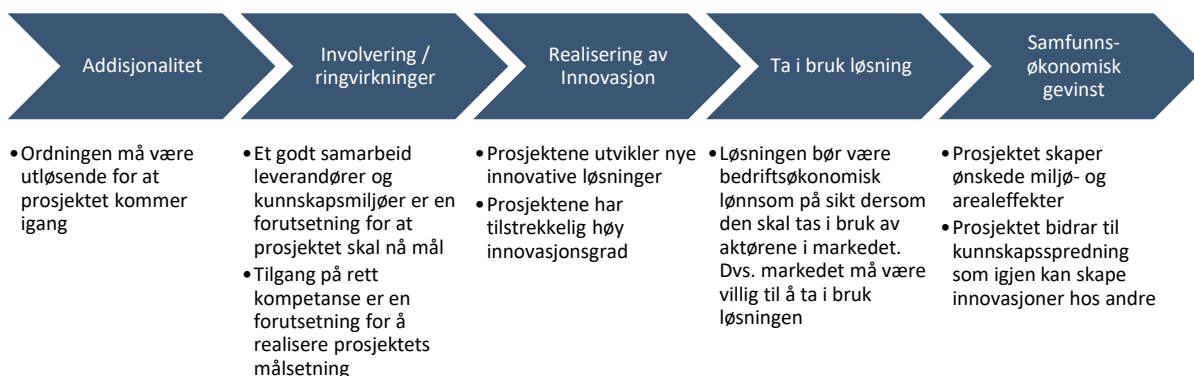 Addisjonalitet
Involvering /
ringvirkninger
Realisering av
Innovasjon
Ta i bruk løsning
Samfunns-
økonomisk
gevinst
•Ordningen må være
utløsende for at
prosjektet kommer
igang
•Et godt samarbeid
leverandører og
kunnskapsmiljøer er en
forutsetning for at
prosjektet skal nå mål
•Tilgang på rett
kompetanse er en
forutsetning for å
realisere prosjektets
målsetning
•Prosjektene utvikler nye
innovative løsninger
•Prosjektene har
tilstrekkelig høy
innovasjonsgrad
•Løsningen bør være
bedriftsøkonomisk
lønnsom på sikt dersom
den skal tas i bruk av
aktørene i markedet.
Dvs. markedet må være
villig til å ta i bruk
løsningen
•Prosjektet skaper
ønskede miljø- og
arealeffekter
•Prosjektet bidrar til
kunnskapsspredning
som igjen kan skape
innovasjoner hos andre